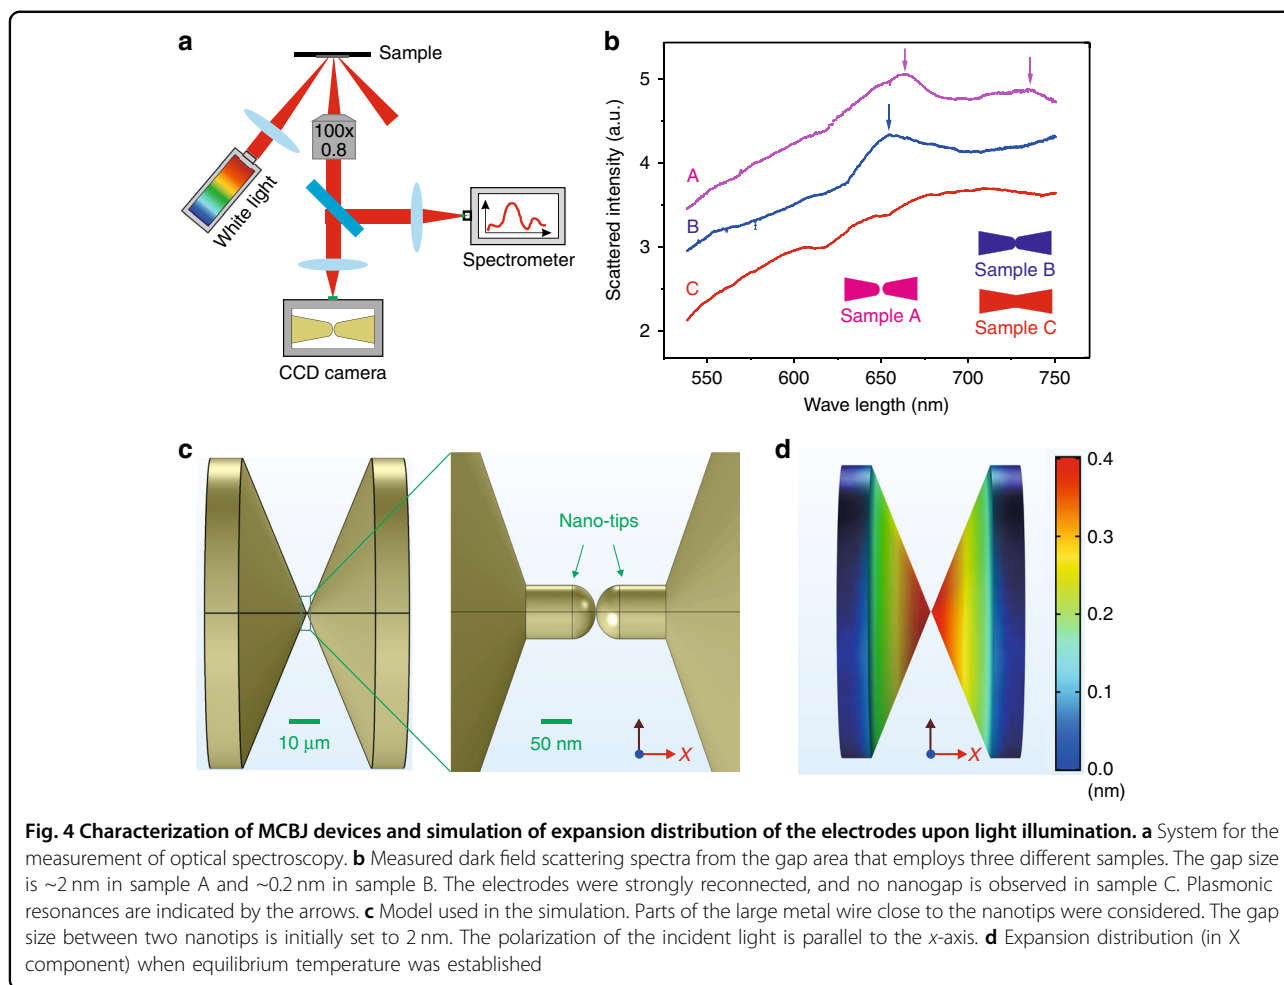 a
Sample
100x
0.8
White light
Spectrometer
CCD camera
b
Scattered intensity (a.u.)
5
4
3
2
A
B
C
Sample A
Sample B
Sample C
550
600
650
700
750
Wave length (nm)
c
10 μm
Nano-tips
50 nm
X
d
X
0.4
0.3
0.2
0.1
0.0
(nm)
Fig. 4 Characterization of MCBJ devices and simulation of expansion distribution of the electrodes upon light illumination. a System for the
measurement of optical spectroscopy. b Measured dark field scattering spectra from the gap area that employs three different samples. The gap size
is ~2 nm in sample A and ~0.2 nm in sample B. The electrodes were strongly reconnected, and no nanogap is observed in sample C. Plasmonic
resonances are indicated by the arrows. c Model used in the simulation. Parts of the large metal wire close to the nanotips were considered. The gap
size between two nanotips is initially set to 2 nm. The polarization of the incident light is parallel to the x-axis. d Expansion distribution (in X
component) when equilibrium temperature was established